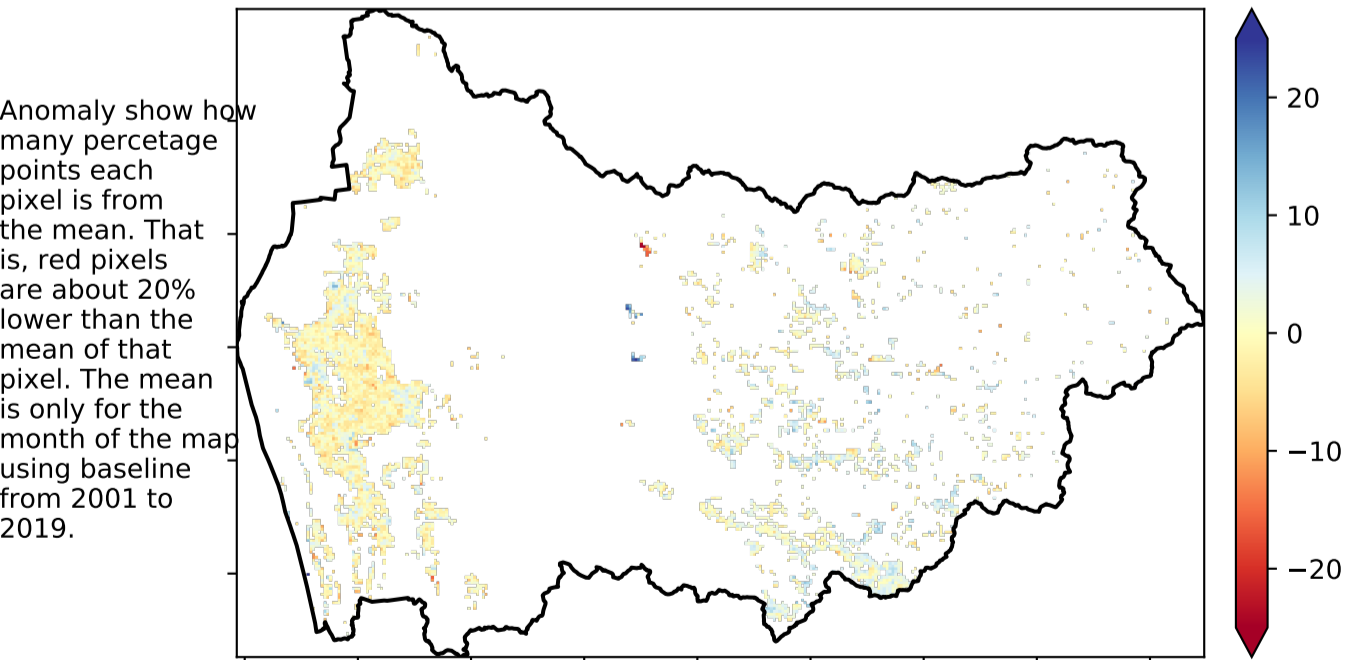 Anomaly show how
many percetage
points each
pixel is from
the mean. That
is, red pixels
are about 20%
lower than the
mean of that
pixel. The mean
is only for the
month of the map
using baseline
from 2001 to
2019.
20
10
0
−10
−20